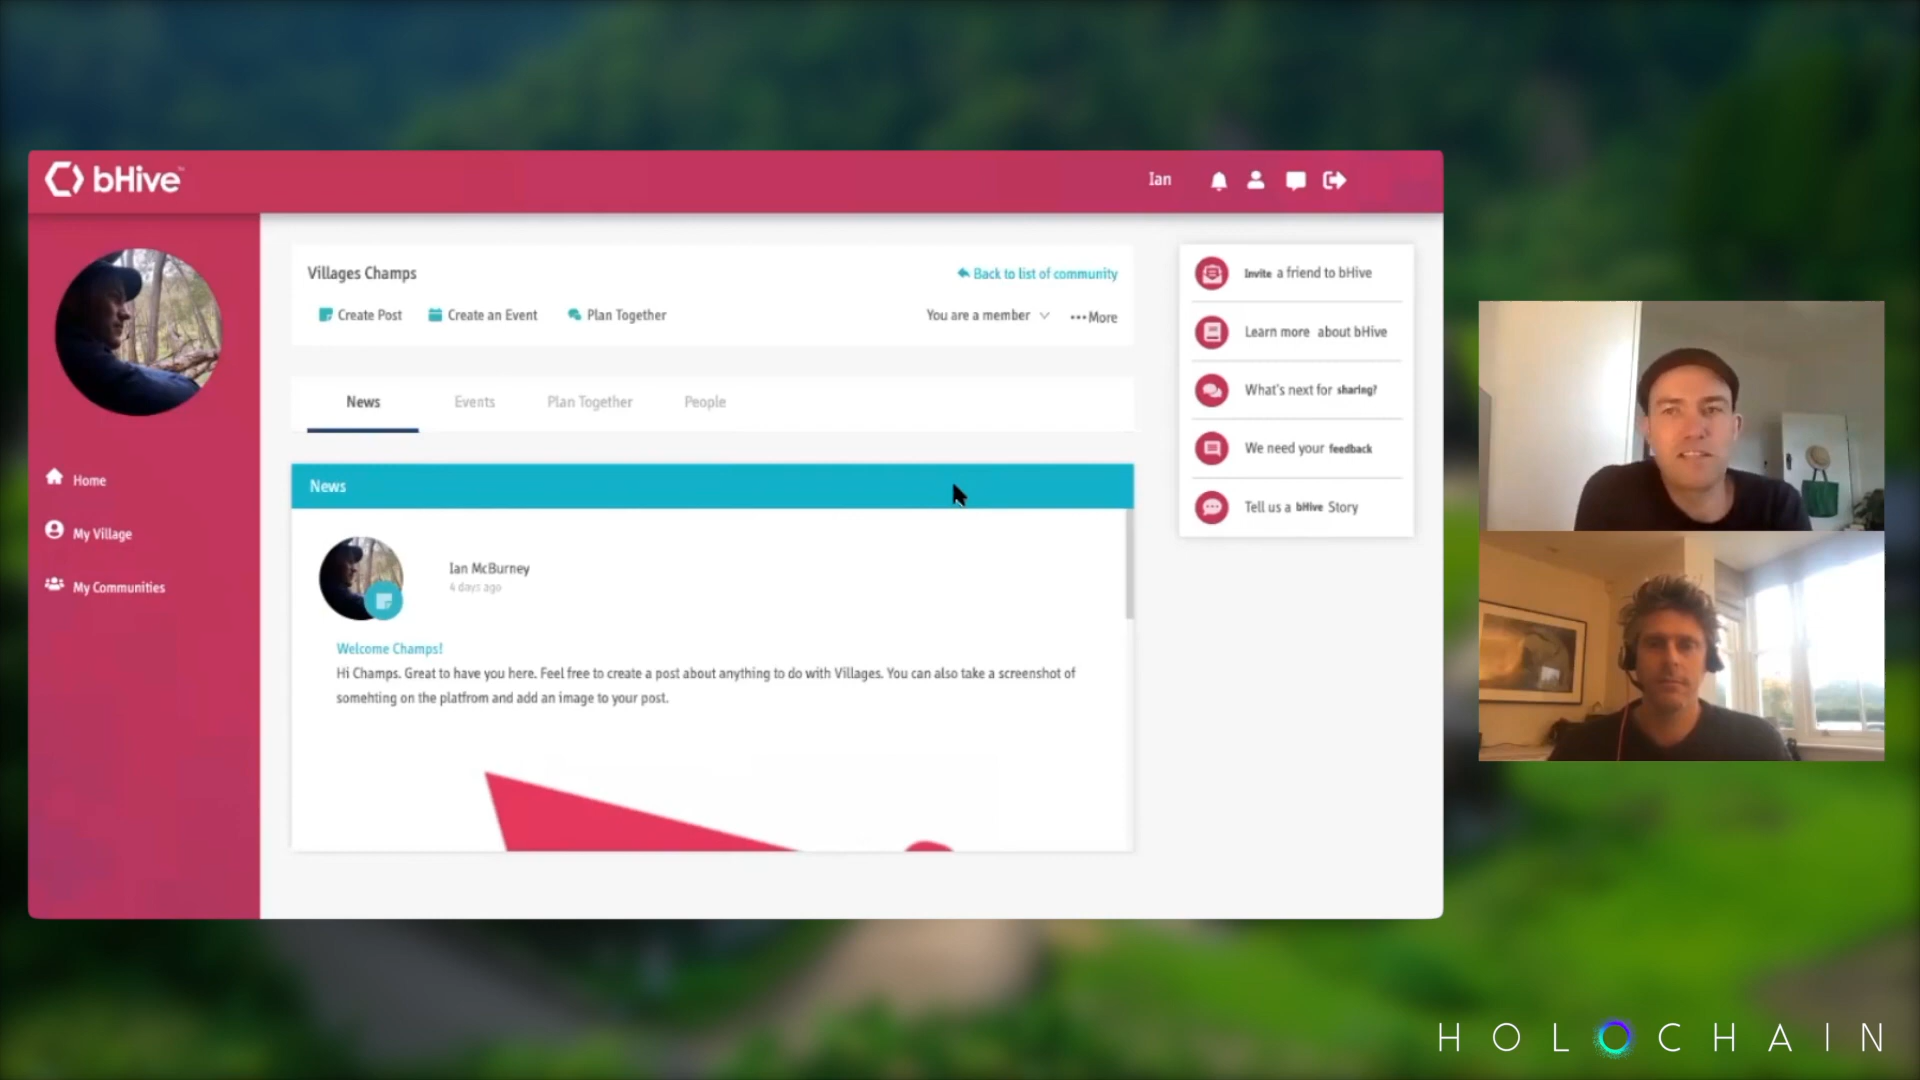 bHive™
Ian
Villages Champs
Back to list of community
Create Post
Create an Event
Plan Together
You are a member
•••More
News
Events
Plan Together
People
News
Ian McBurney
4 days ago
Welcome Champs!
Hi Champs. Great to have you here. Feel free to create a post about anything to do with Villages. You can also take a screenshot of
somehting on the platfrom and add an image to your post.
Home
My Village
My Communities
Invite a friend to bHive
Learn more about bHive
What's next for sharing?
We need your feedback
Tell us a bHive Story
HOLOCHAIN